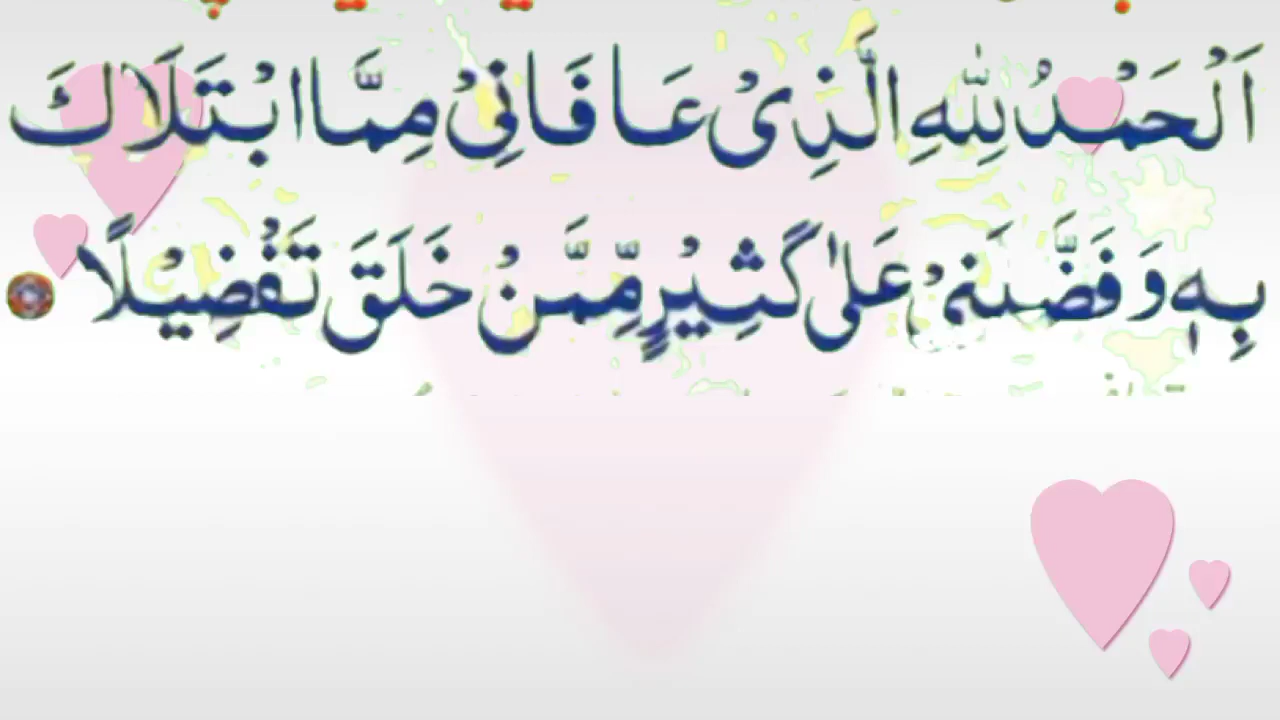 اَلْحَمْدُ لِلّٰهِ الَّذِیْ عَافَانِیْ مِمَّا ابْتَلَاكَ
بِهٖ وَفَضَّلَنِیْ عَلٰی كَثِیْرٍ مِّمَّنْ خَلَقَ تَفْضِیْلًا